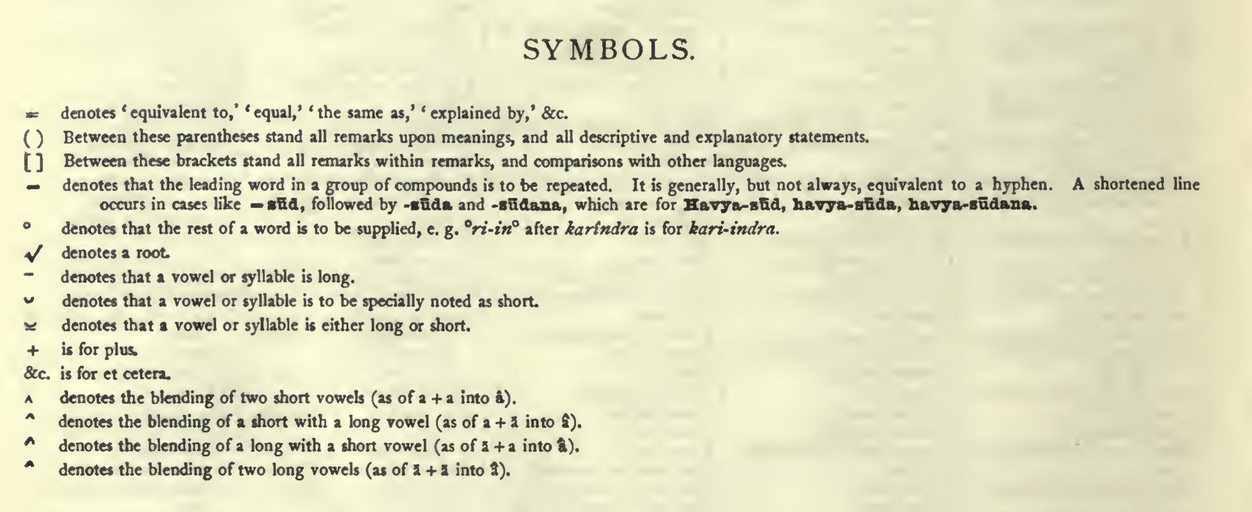 SYMBOLS.
= denotes ‘equivalent to,’ ‘equal,’ ‘the same as,’ ‘explained by,’ &c.
( ) Between these parentheses stand all remarks upon meanings, and all descriptive and explanatory statements.
[ ] Between these brackets stand all remarks within remarks, and comparisons with other languages.
– denotes that the leading word in a group of compounds is to be repeated. It is generally, but not always, equivalent to a hyphen. A shortened line
occurs in cases like – sūd, followed by -sūda and -sūdana, which are for Havya-sūd, havya-sūda, havya-sūdana.
° denotes that the rest of a word is to be supplied, e. g. °ri-in° after karîndra is for kari-indra.
√ denotes a root.
¯ denotes that a vowel or syllable is long.
˘ denotes that a vowel or syllable is to be specially noted as short.
⏓ denotes that a vowel or syllable is either long or short.
+ is for plus.
&c. is for et cetera.
^ denotes the blending of two short vowels (as of a + a into â).
^ denotes the blending of a short with a long vowel (as of a + ā into â).
^ denotes the blending of a long with a short vowel (as of ā + a into â).
^ denotes the blending of two long vowels (as of ā + ā into â).